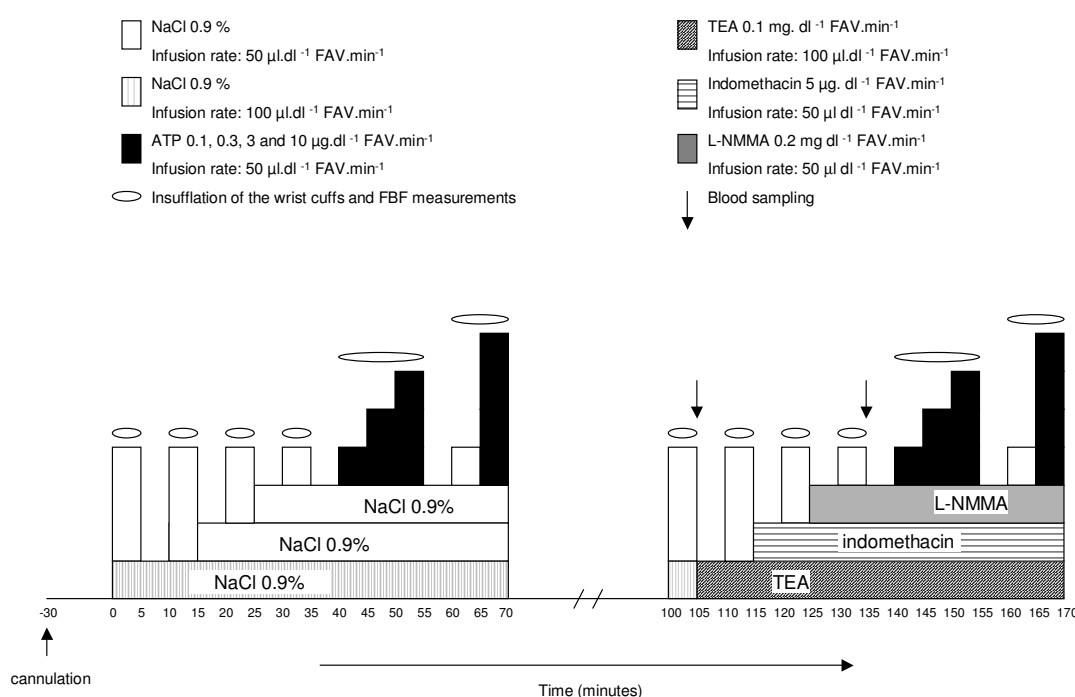 NaCl 0.9 %
Infusion rate: 50 µl.dl ⁻¹ FAV.min⁻¹
NaCl 0.9 %
Infusion rate: 100 µl.dl ⁻¹ FAV.min⁻¹
ATP 0.1, 0.3, 3 and 10 µg.dl ⁻¹ FAV.min⁻¹
Infusion rate: 50 µl.dl ⁻¹ FAV.min⁻¹
Insufflation of the wrist cuffs and FBF measurements
TEA 0.1 mg. dl ⁻¹ FAV.min⁻¹
Infusion rate: 100 µl.dl ⁻¹ FAV.min⁻¹
Indomethacin 5 µg. dl ⁻¹ FAV.min⁻¹
Infusion rate: 50 µl dl ⁻¹ FAV.min⁻¹
L-NMMA 0.2 mg dl ⁻¹ FAV.min⁻¹
Infusion rate: 50 µl dl ⁻¹ FAV.min⁻¹
Blood sampling
NaCl 0.9% L-NMMA
NaCl 0.9% indomethacin
NaCl 0.9% TEA
-30 0 5 10 15 20 25 30 35 40 45 50 55 60 65 70 // 100 105 110 115 120 125 130 135 140 145 150 155 160 165 170
cannulation
Time (minutes)